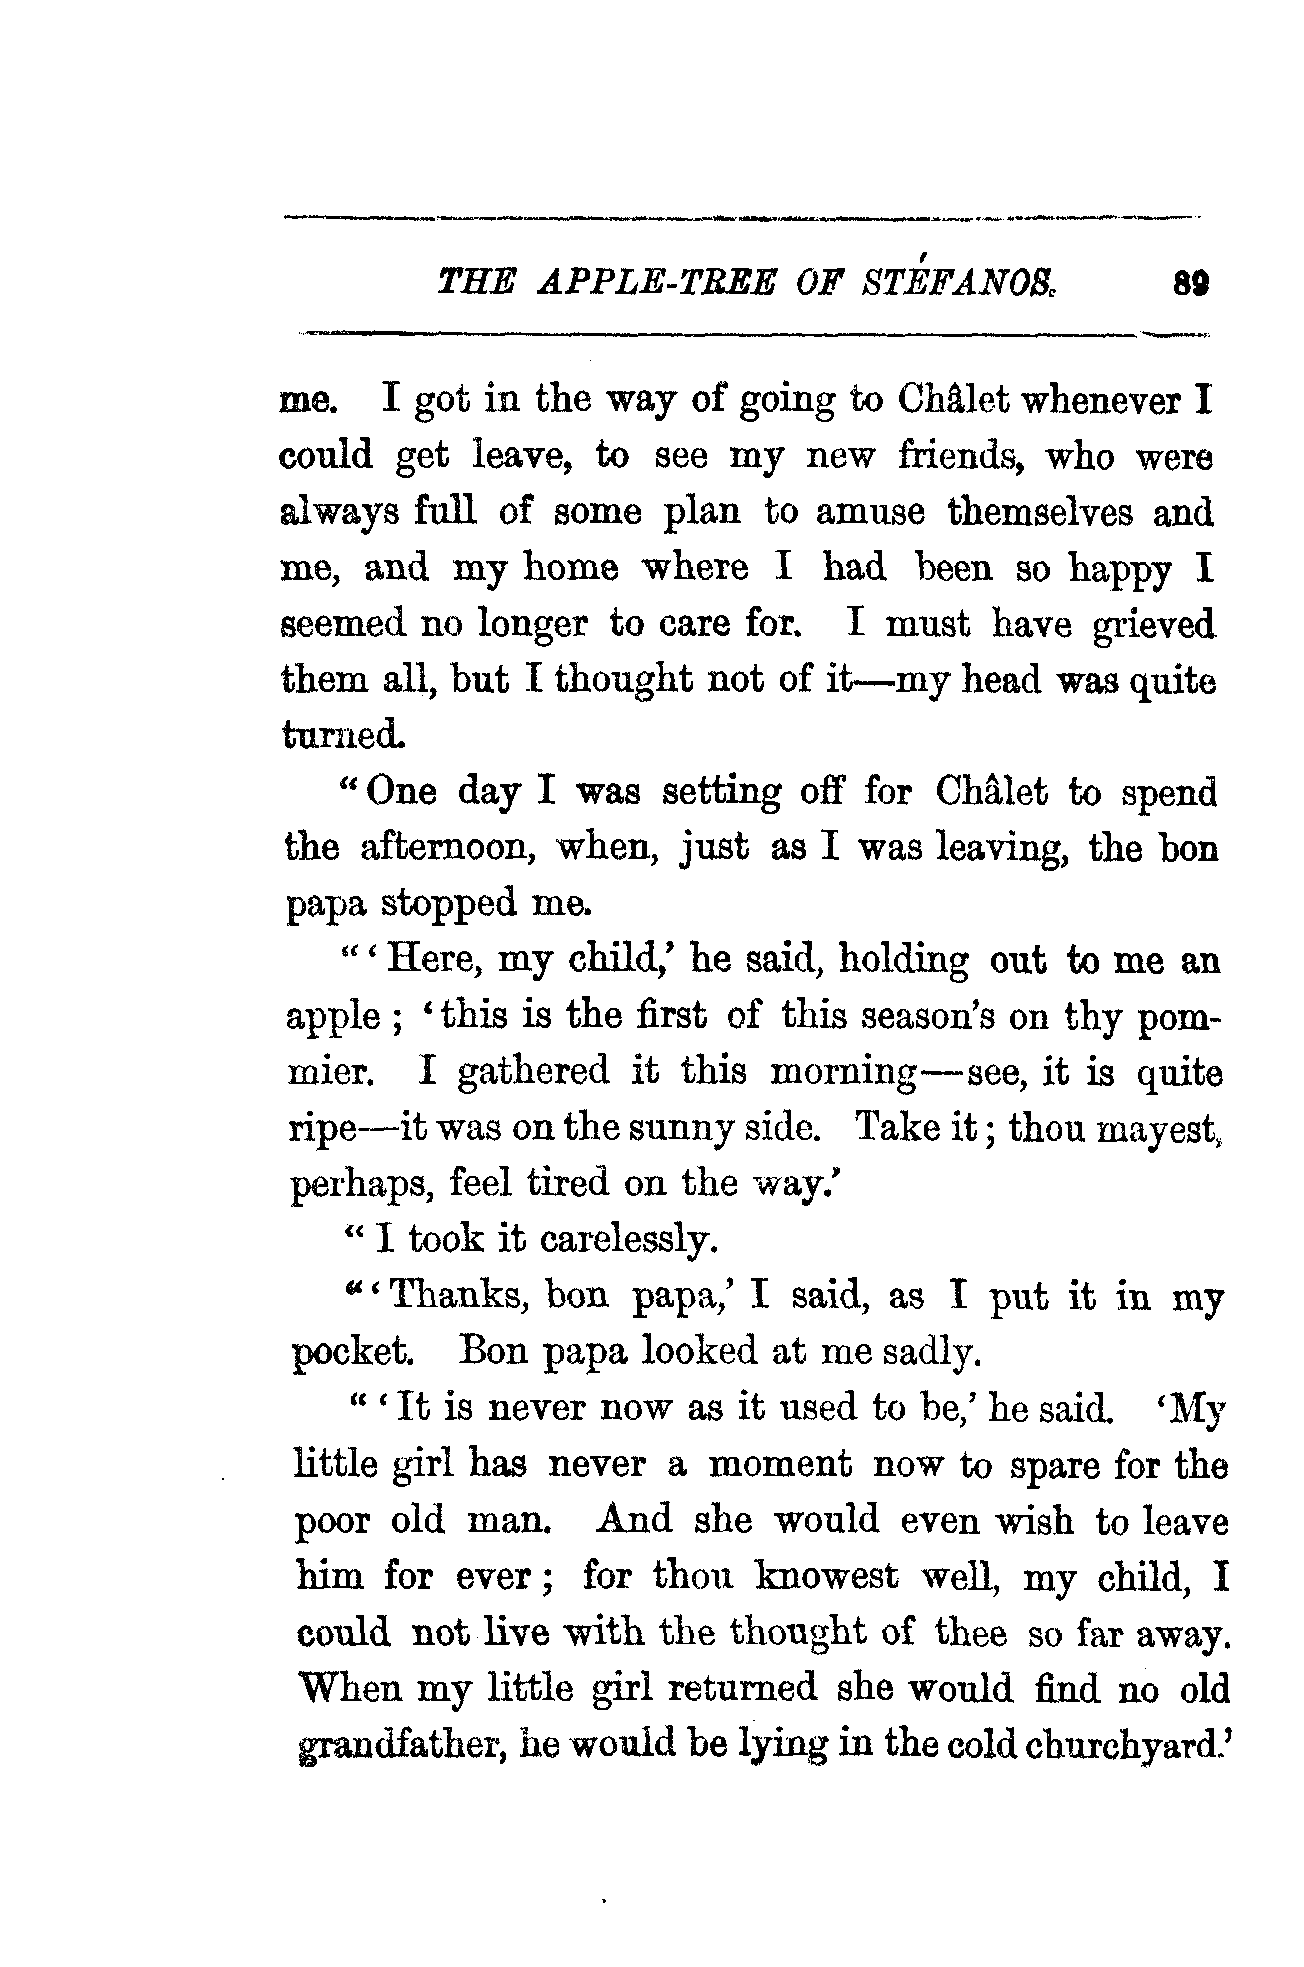 THE APPLE-TREE OF STÉFANOS. 89
me. I got in the way of going to Châlet whenever I
could get leave, to see my new friends, who were
always full of some plan to amuse themselves and
me, and my home where I had been so happy I
seemed no longer to care for. I must have grieved
them all, but I thought not of it—my head was quite
turned.
“One day I was setting off for Châlet to spend
the afternoon, when, just as I was leaving, the bon
papa stopped me.
“‘Here, my child,’ he said, holding out to me an
apple; ‘this is the first of this season’s on thy pom-
mier. I gathered it this morning—see, it is quite
ripe—it was on the sunny side. Take it; thou mayest,
perhaps, feel tired on the way.’
“I took it carelessly.
“‘Thanks, bon papa,’ I said, as I put it in my
pocket. Bon papa looked at me sadly.
“‘It is never now as it used to be,’ he said. ‘My
little girl has never a moment now to spare for the
poor old man. And she would even wish to leave
him for ever; for thou knowest well, my child, I
could not live with the thought of thee so far away.
When my little girl returned she would find no old
grandfather, he would be lying in the cold churchyard.’